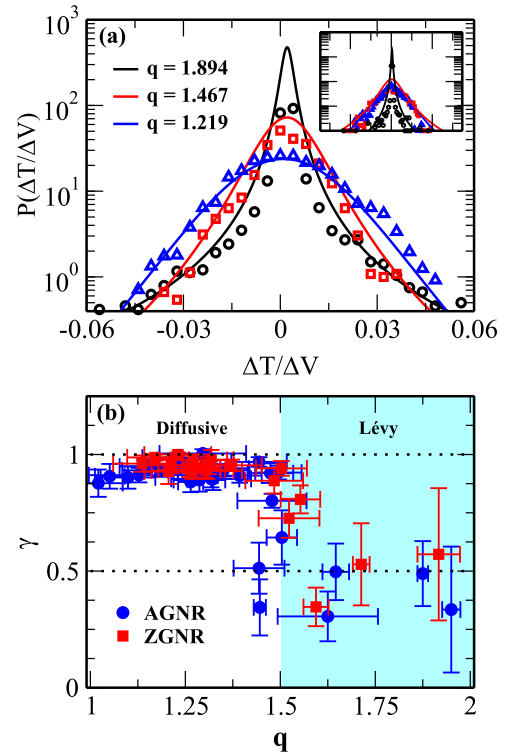 (a)
10³
10²
10¹
10⁰
P(ΔT/ΔV)
q = 1.894
q = 1.467
q = 1.219
-0.06 -0.03 0 0.03 0.06
ΔT/ΔV
(b)
Diffusive Lévy
1
0.5
0
γ
AGNR
ZGNR
1 1.25 1.5 1.75 2
q